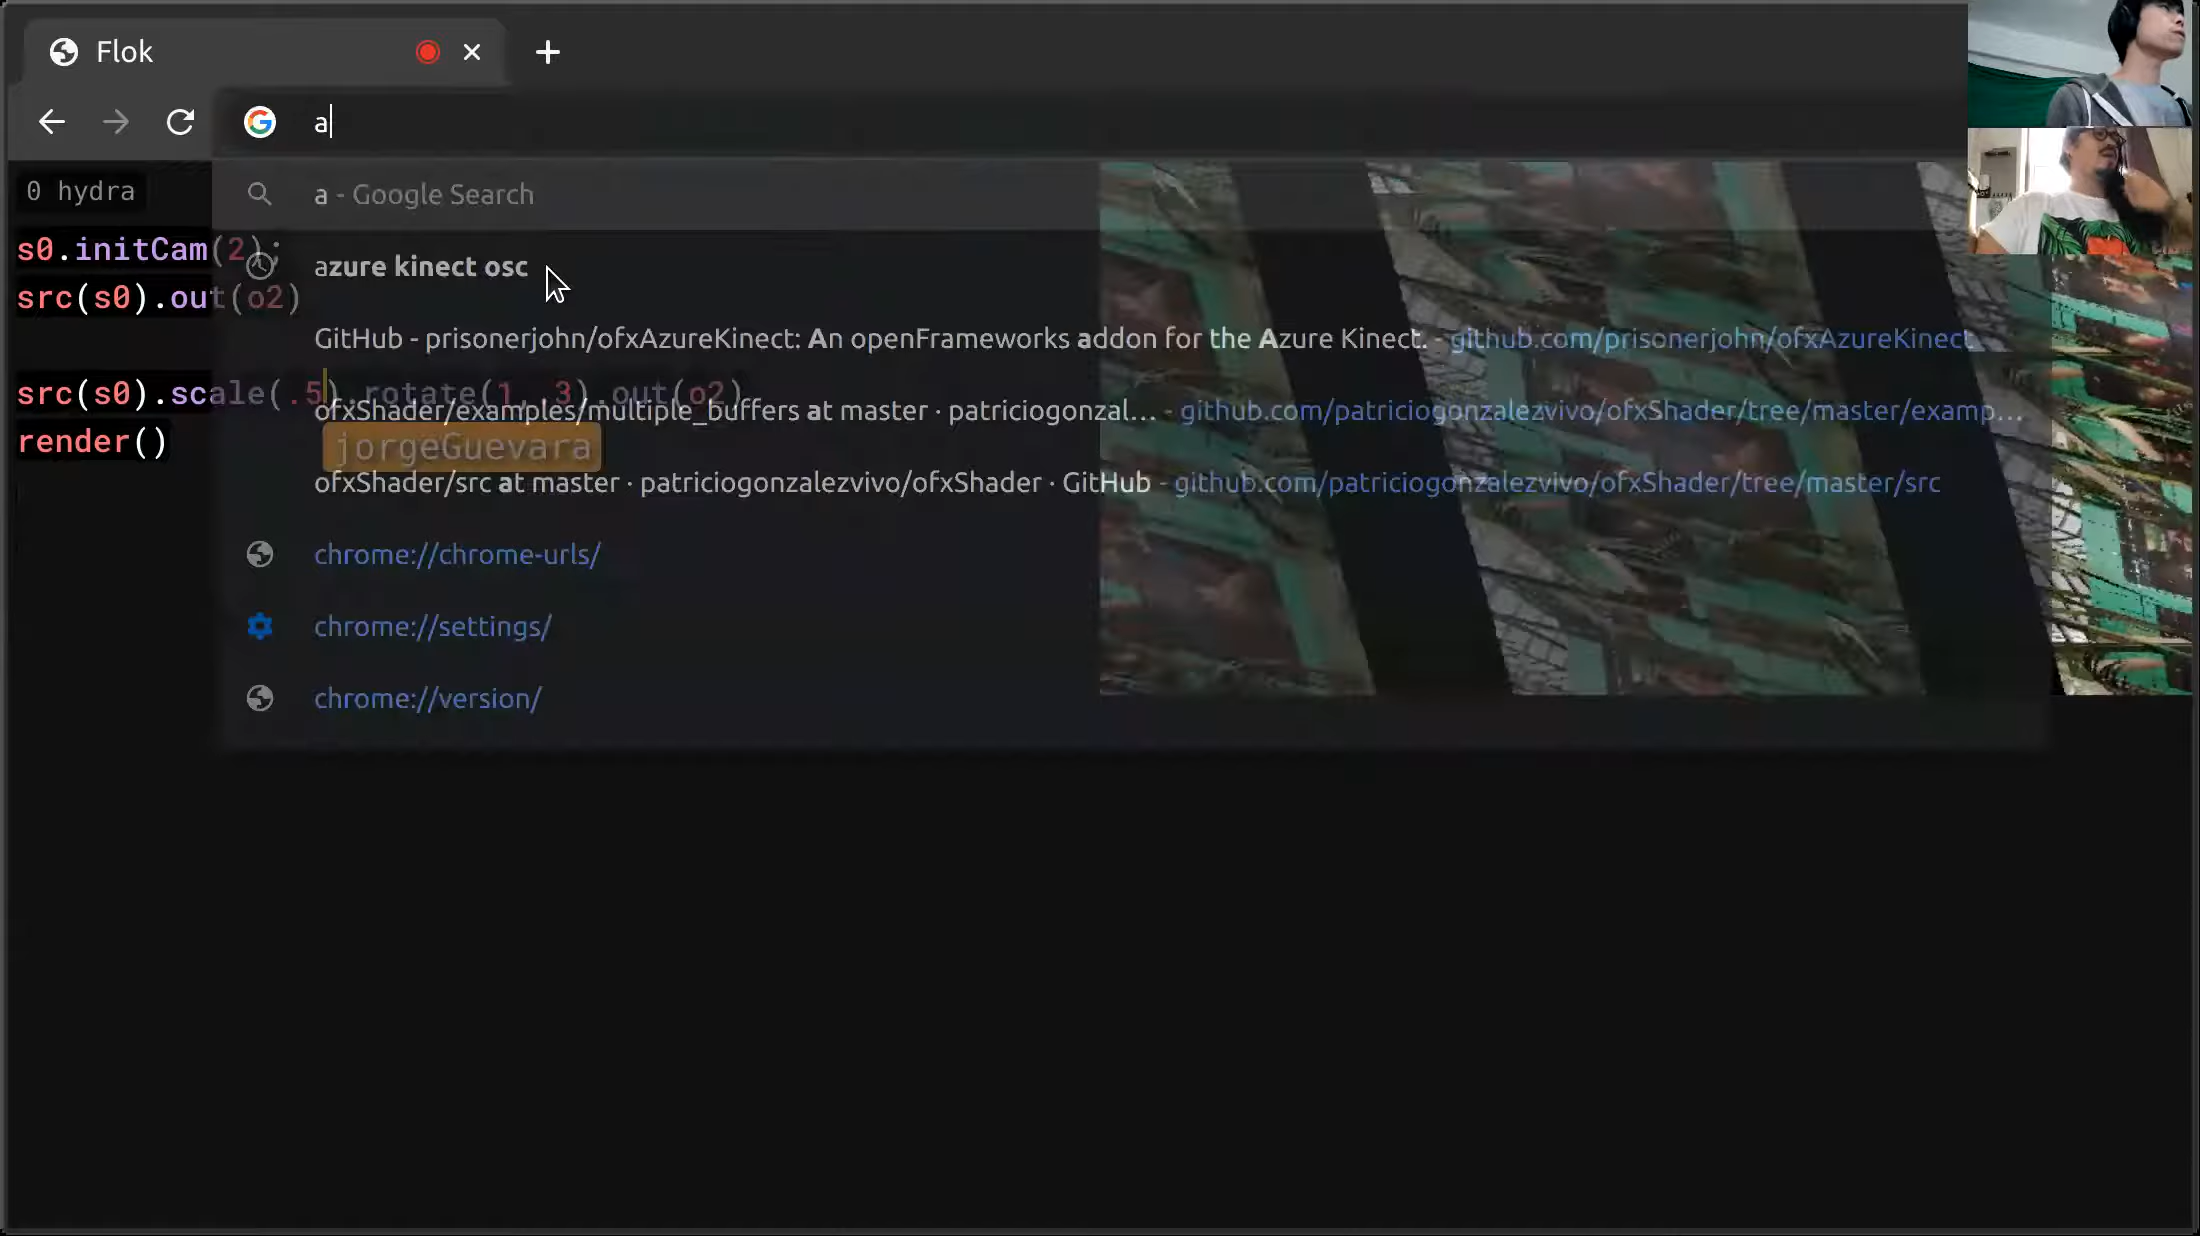 Flok
a
0 hydra
a - Google Search
s0.initCam(2);
azure kinect osc
src(s0).out(o2)
GitHub - prisonerjohn/ofxAzureKinect: An openFrameworks addon for the Azure Kinect. - github.com/prisonerjohn/ofxAzureKinect
src(s0).scale(.5).rotate(1,.3).out(o2)
ofxShader/examples/multiple_buffers at master · patriciogonzal... - github.com/patriciogonzalezvivo/ofxShader/tree/master/examp...
render()
jorgeGuevara
ofxShader/src at master · patriciogonzalezvivo/ofxShader · GitHub - github.com/patriciogonzalezvivo/ofxShader/tree/master/src
chrome://chrome-urls/
chrome://settings/
chrome://version/